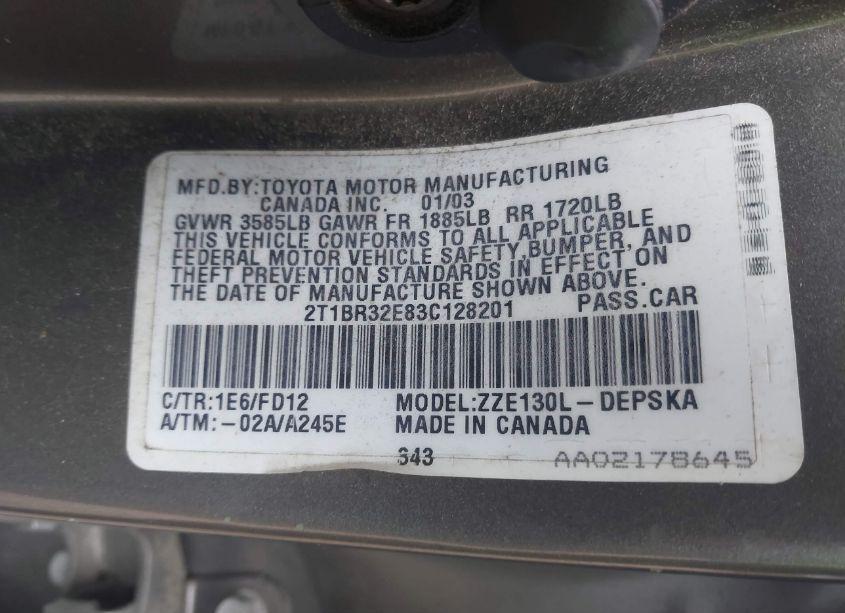 MFD.BY:TOYOTA MOTOR MANUFACTURING
CANADA INC. 01/03
GVWR 3585LB GAWR FR 1885LB RR 1720LB
THIS VEHICLE CONFORMS TO ALL APPLICABLE
FEDERAL MOTOR VEHICLE SAFETY,BUMPER, AND
THEFT PREVENTION STANDARDS IN EFFECT ON
THE DATE OF MANUFACTURE SHOWN ABOVE.
2T1BR32E83C128201 PASS.CAR
C/TR:1E6/FD12 MODEL:ZZE130L-DEPSKA
A/TM:-02A/A245E MADE IN CANADA
343 AA02178645